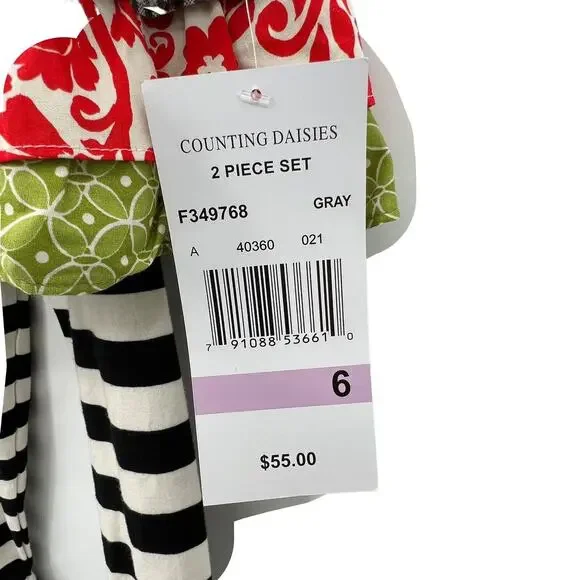 COUNTING DAISIES
2 PIECE SET
F349768 GRAY
A 40360 021
7 91088 53661 0
6
$55.00